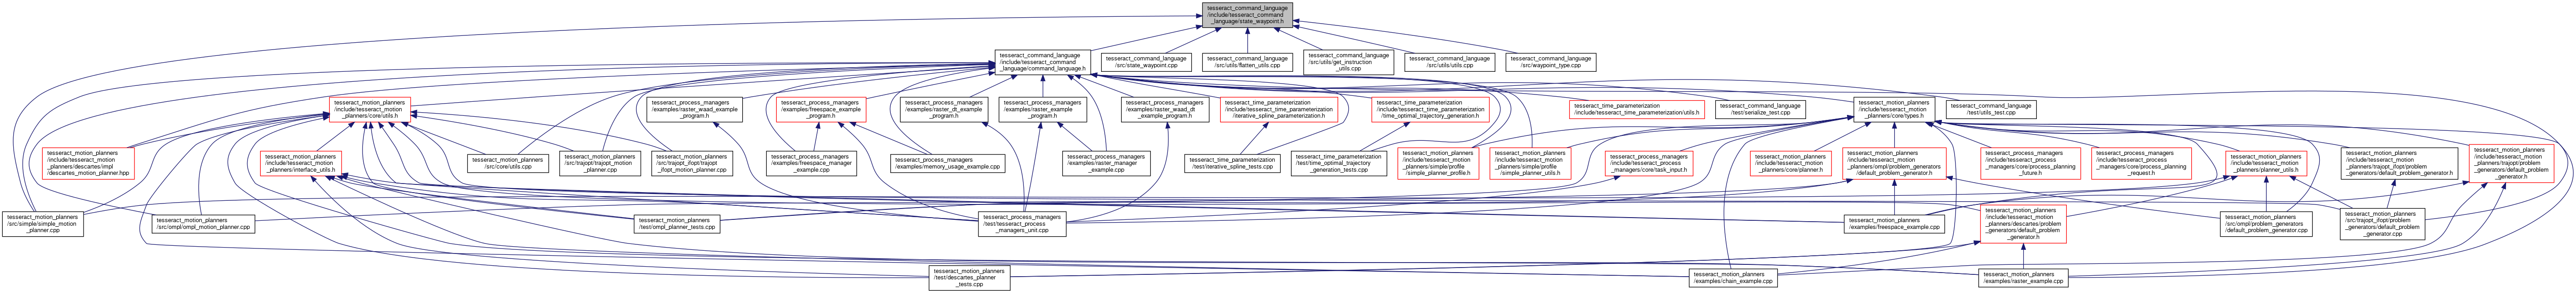 tesseract_command_language
/include/tesseract_command
_language/state_waypoint.h
tesseract_command_language
/include/tesseract_command
_language/command_language.h
tesseract_command_language
/src/state_waypoint.cpp
tesseract_command_language
/src/utils/flatten_utils.cpp
tesseract_command_language
/src/utils/get_instruction
_utils.cpp
tesseract_command_language
/src/utils/utils.cpp
tesseract_command_language
/src/waypoint_type.cpp
tesseract_motion_planners
/include/tesseract_motion
_planners/core/utils.h
tesseract_process_managers
/examples/raster_waad_example
_program.h
tesseract_process_managers
/examples/freespace_example
_program.h
tesseract_process_managers
/examples/raster_dt_example
_program.h
tesseract_process_managers
/examples/raster_example
_program.h
tesseract_process_managers
/examples/raster_waad_dt
_example_program.h
tesseract_time_parameterization
/include/tesseract_time_parameterization
/iterative_spline_parameterization.h
tesseract_time_parameterization
/include/tesseract_time_parameterization
/time_optimal_trajectory_generation.h
tesseract_time_parameterization
/include/tesseract_time_parameterization/utils.h
tesseract_command_language
/test/serialize_test.cpp
tesseract_motion_planners
/include/tesseract_motion
_planners/core/types.h
tesseract_command_language
/test/utils_test.cpp
tesseract_motion_planners
/include/tesseract_motion
_planners/descartes/impl
/descartes_motion_planner.hpp
tesseract_motion_planners
/include/tesseract_motion
_planners/interface_utils.h
tesseract_motion_planners
/src/core/utils.cpp
tesseract_motion_planners
/src/trajopt/trajopt_motion
_planner.cpp
tesseract_motion_planners
/src/trajopt_ifopt/trajopt
_ifopt_motion_planner.cpp
tesseract_process_managers
/examples/freespace_manager
_example.cpp
tesseract_process_managers
/examples/memory_usage_example.cpp
tesseract_process_managers
/examples/raster_manager
_example.cpp
tesseract_time_parameterization
/test/iterative_spline_tests.cpp
tesseract_time_parameterization
/test/time_optimal_trajectory
_generation_tests.cpp
tesseract_motion_planners
/include/tesseract_motion
_planners/simple/profile
/simple_planner_profile.h
tesseract_motion_planners
/include/tesseract_motion
_planners/simple/profile
/simple_planner_utils.h
tesseract_process_managers
/include/tesseract_process
_managers/core/task_input.h
tesseract_motion_planners
/include/tesseract_motion
_planners/core/planner.h
tesseract_motion_planners
/include/tesseract_motion
_planners/ompl/problem_generators
/default_problem_generator.h
tesseract_process_managers
/include/tesseract_process
_managers/core/process_planning
_future.h
tesseract_process_managers
/include/tesseract_process
_managers/core/process_planning
_request.h
tesseract_motion_planners
/include/tesseract_motion
_planners/planner_utils.h
tesseract_motion_planners
/include/tesseract_motion
_planners/trajopt_ifopt/problem
_generators/default_problem_generator.h
tesseract_motion_planners
/include/tesseract_motion
_planners/trajopt/problem
_generators/default_problem
_generator.h
tesseract_motion_planners
/src/simple/simple_motion
_planner.cpp
tesseract_motion_planners
/src/ompl/ompl_motion_planner.cpp
tesseract_motion_planners
/test/ompl_planner_tests.cpp
tesseract_process_managers
/test/tesseract_process
_managers_unit.cpp
tesseract_motion_planners
/examples/freespace_example.cpp
tesseract_motion_planners
/include/tesseract_motion
_planners/descartes/problem
_generators/default_problem
_generator.h
tesseract_motion_planners
/src/ompl/problem_generators
/default_problem_generator.cpp
tesseract_motion_planners
/src/trajopt_ifopt/problem
_generators/default_problem
_generator.cpp
tesseract_motion_planners
/test/descartes_planner
_tests.cpp
tesseract_motion_planners
/examples/chain_example.cpp
tesseract_motion_planners
/examples/raster_example.cpp